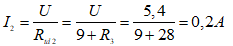 I₂ = U / R_td2 = U / (9 + R₃) = 5,4 / (9 + 28) = 0,2A